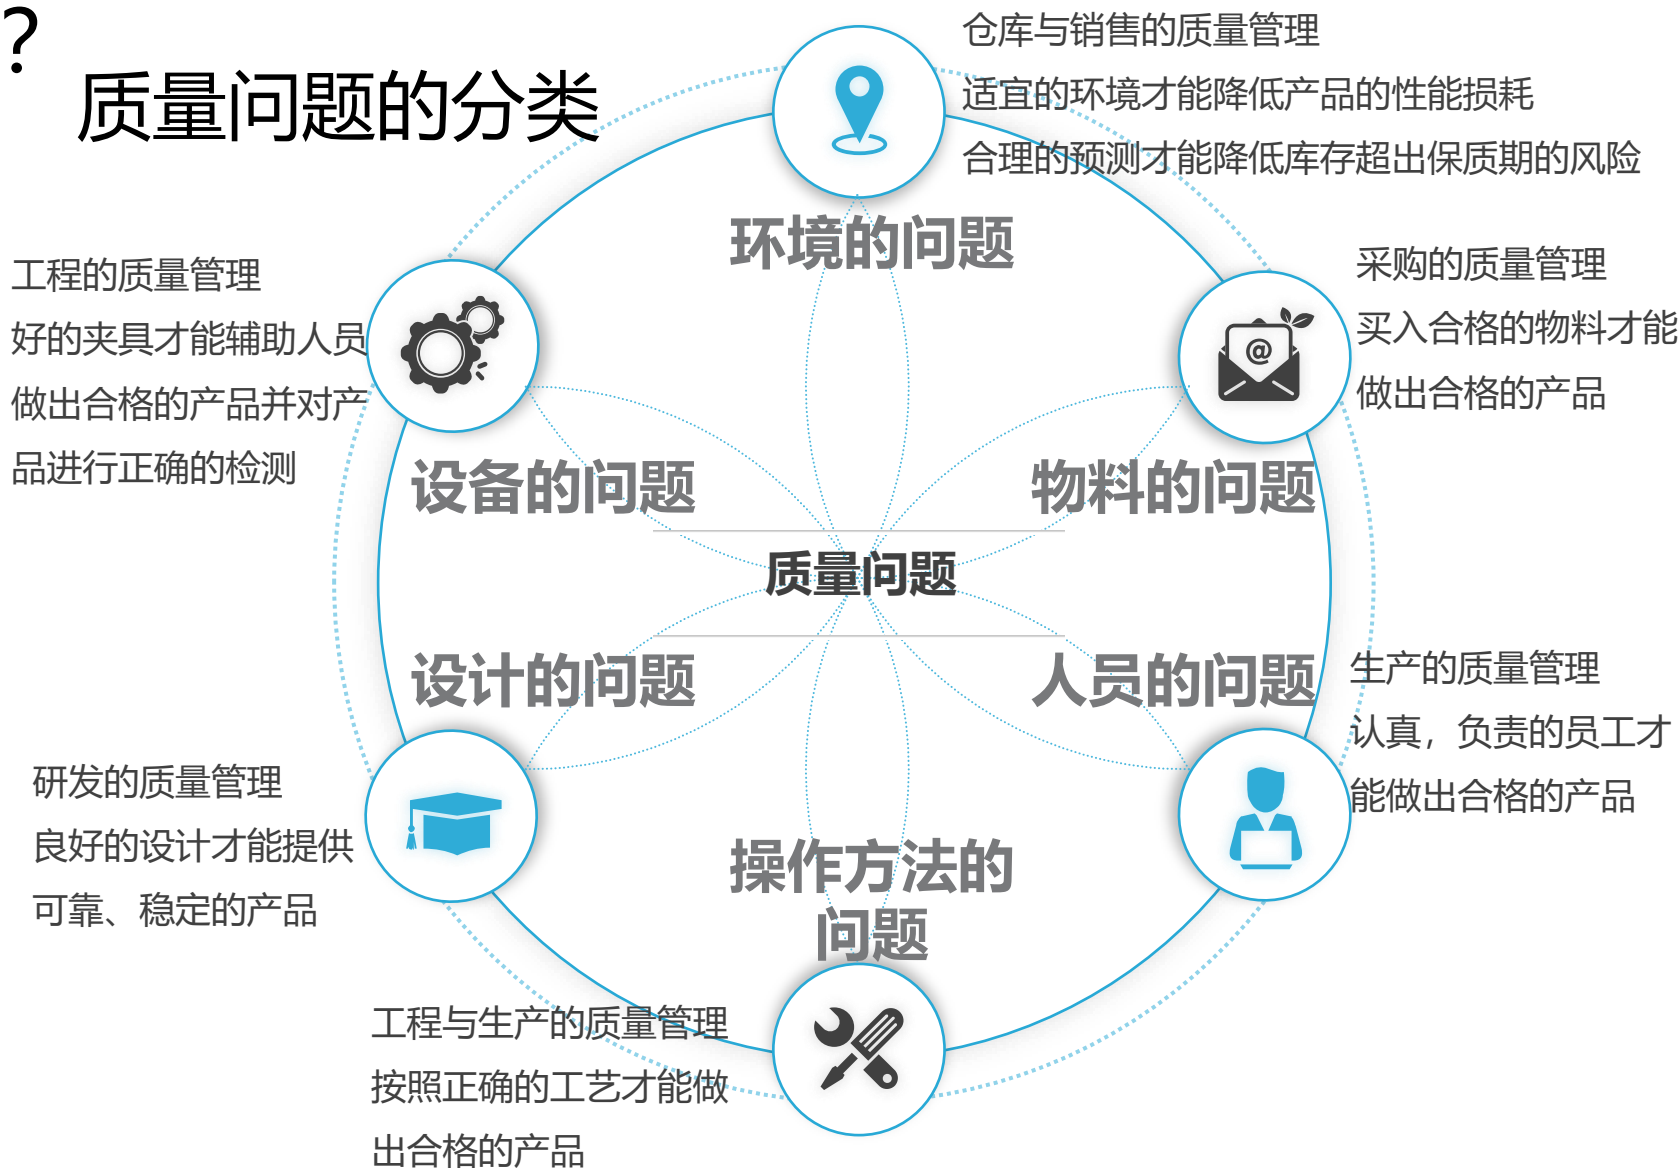 ?
质量问题的分类
仓库与销售的质量管理
适宜的环境才能降低产品的性能损耗
合理的预测才能降低库存超出保质期的风险
环境的问题
工程的质量管理
好的夹具才能辅助人员
做出合格的产品并对产
品进行正确的检测
采购的质量管理
买入合格的物料才能
做出合格的产品
@
设备的问题
物料的问题
质量问题
设计的问题
人员的问题
生产的质量管理
认真，负责的员工才
能做出合格的产品
研发的质量管理
良好的设计才能提供
可靠、稳定的产品
操作方法的
问题
工程与生产的质量管理
按照正确的工艺才能做
出合格的产品